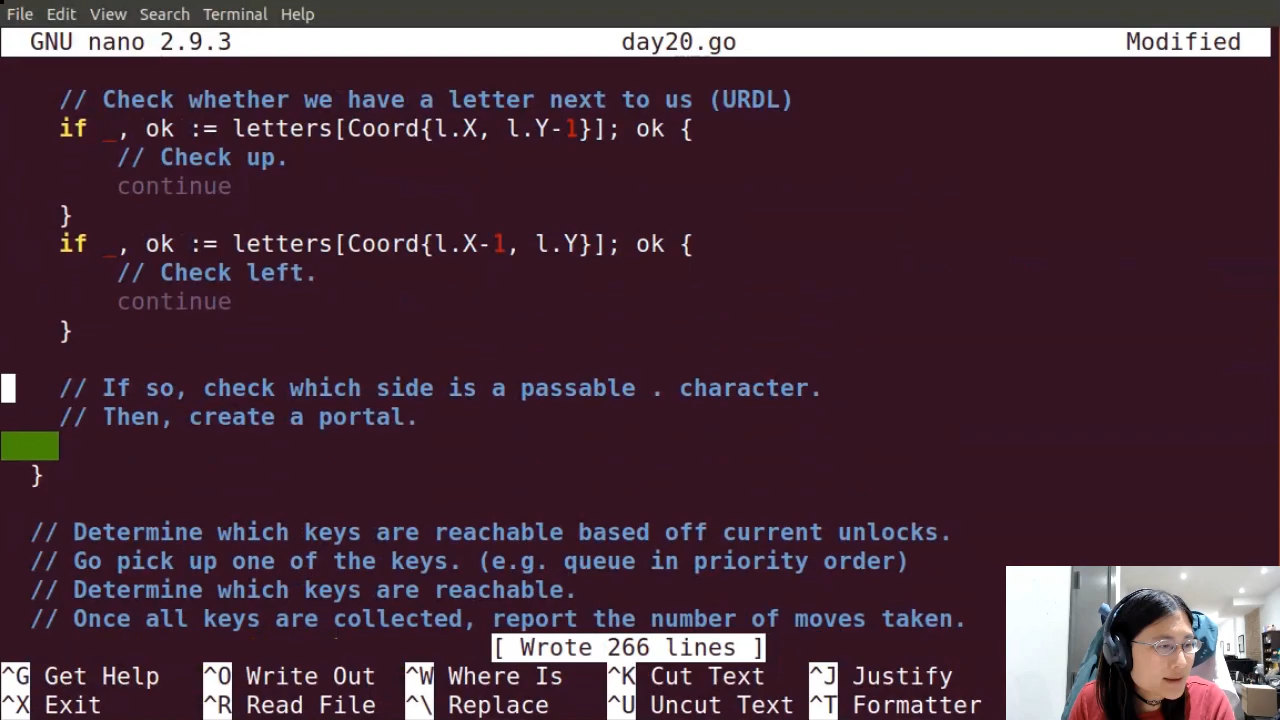 File Edit View Search Terminal Help
GNU nano 2.9.3 day20.go Modified
// Check whether we have a letter next to us (URDL)
if _, ok := letters[Coord{l.X, l.Y-1}]; ok {
// Check up.
continue
}
if _, ok := letters[Coord{l.X-1, l.Y}]; ok {
// Check left.
continue
}
// If so, check which side is a passable . character.
// Then, create a portal.
}
// Determine which keys are reachable based off current unlocks.
// Go pick up one of the keys. (e.g. queue in priority order)
// Determine which keys are reachable.
// Once all keys are collected, report the number of moves taken.
[ Wrote 266 lines ]
^G Get Help ^O Write Out ^W Where Is ^K Cut Text ^J Justify
^X Exit ^R Read File ^\ Replace ^U Uncut Text ^T Formatter